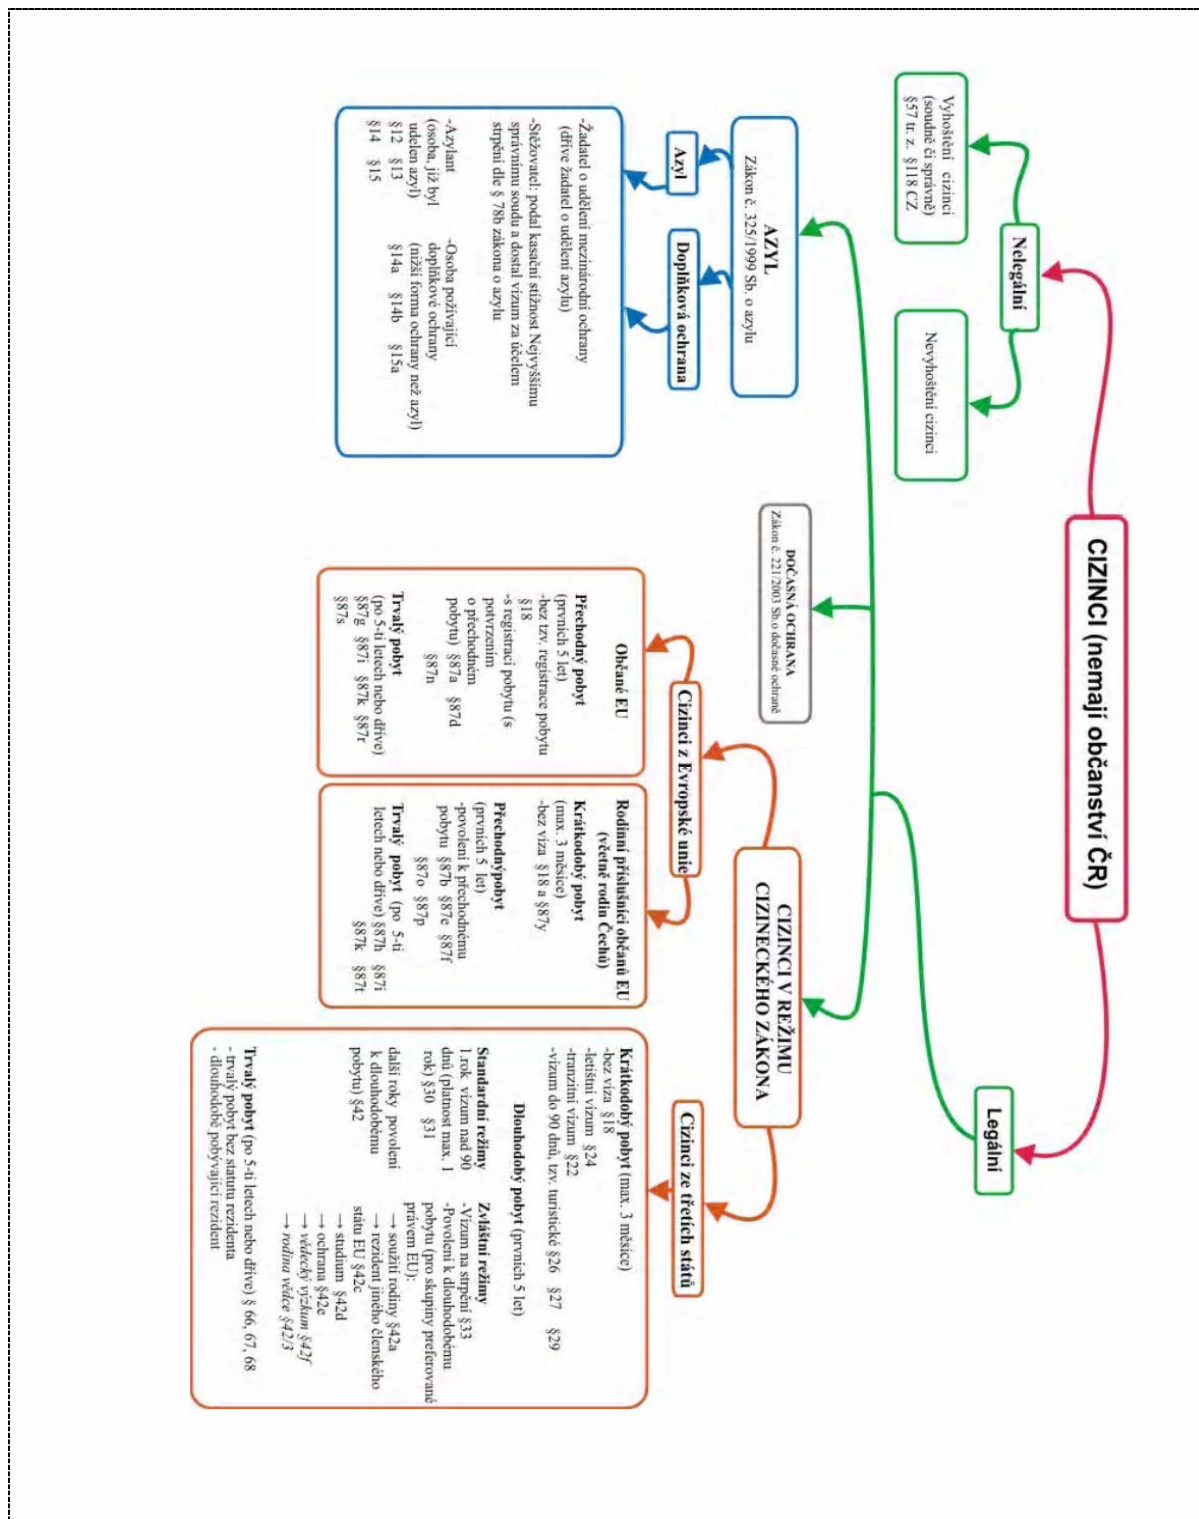 CIZINCI (nemají občanství ČR)
Nelegální
Legální
Vyhoštění cizinci
(soudně či správně)
§57 tr. z. §118 CZ
Nevyhoštění cizinci
AZYL
Zákon č. 325/1999 Sb. o azylu
DOČASNÁ OCHRANA
Zákon č. 221/2003 Sb.o dočasné ochraně
CIZINCI V REŽIMU
CIZINECKÉHO ZÁKONA
Azyl
Doplňková ochrana
Cizinci z Evropské unie
Cizinci ze třetích států
-Žadatel o udělení mezinárodní ochrany
(dříve žadatel o udělení azylu)
-Stěžovatel: podal kasační stížnost Nejvyššímu
správnímu soudu a dostal vízum za účelem
strpění dle § 78b zákona o azylu
-Azylant
(osoba, jíž byl
udelen azyl)
§12 §13
§14 §15
-Osoba požívající
doplňkové ochrany
(nižší forma ochrany než azyl)
§14a §14b §15a
Občané EU
Přechodný pobyt
(prvních 5 let)
-bez tzv. registrace pobytu
§18
-s registrací pobytu (s
potvrzením
o přechodném
pobytu) §87a §87d
§87n
Trvalý pobyt
(po 5-ti letech nebo dříve)
§87g §87i §87k §87r
§87s
Rodinní příslušníci občanů EU
(včetně rodin Čechů)
Krátkodobý pobyt
(max. 3 měsíce)
-bez víza §18 a §87y
Přechodnýpobyt
(prvních 5 let)
-povolení k přechodnému
pobytu §87b §87e §87f
§87o §87p
Trvalý pobyt (po 5-ti
letech nebo dříve) §87h §87i
§87k §87t
Krátkodobý pobyt (max. 3 měsíce)
-bez víza §18
-letištní vízum §24
-tranzitní vízum §22
-vízum do 90 dnů, tzv. turistické §26 §27 §29
Dlouhodobý pobyt (prvních 5 let)
Standardní režimy
1.rok vízum nad 90
dnů (platnost max. 1
rok) §30 §31
další roky povolení
k dlouhodobému
pobytu) §42
Zvláštní režimy
-Vízum na strpění §33
-Povolení k dlouhodobému
pobytu (pro skupiny preferované
právem EU):
→ soužití rodiny §42a
→ rezident jiného členského
státu EU §42c
→ studium §42d
→ ochrana §42e
→ vědecký výzkum §42f
→ rodina vědce §42/3
Trvalý pobyt (po 5-ti letech nebo dříve) § 66, 67, 68
- trvalý pobyt bez statutu rezidenta
- dlouhodobě pobývající rezident